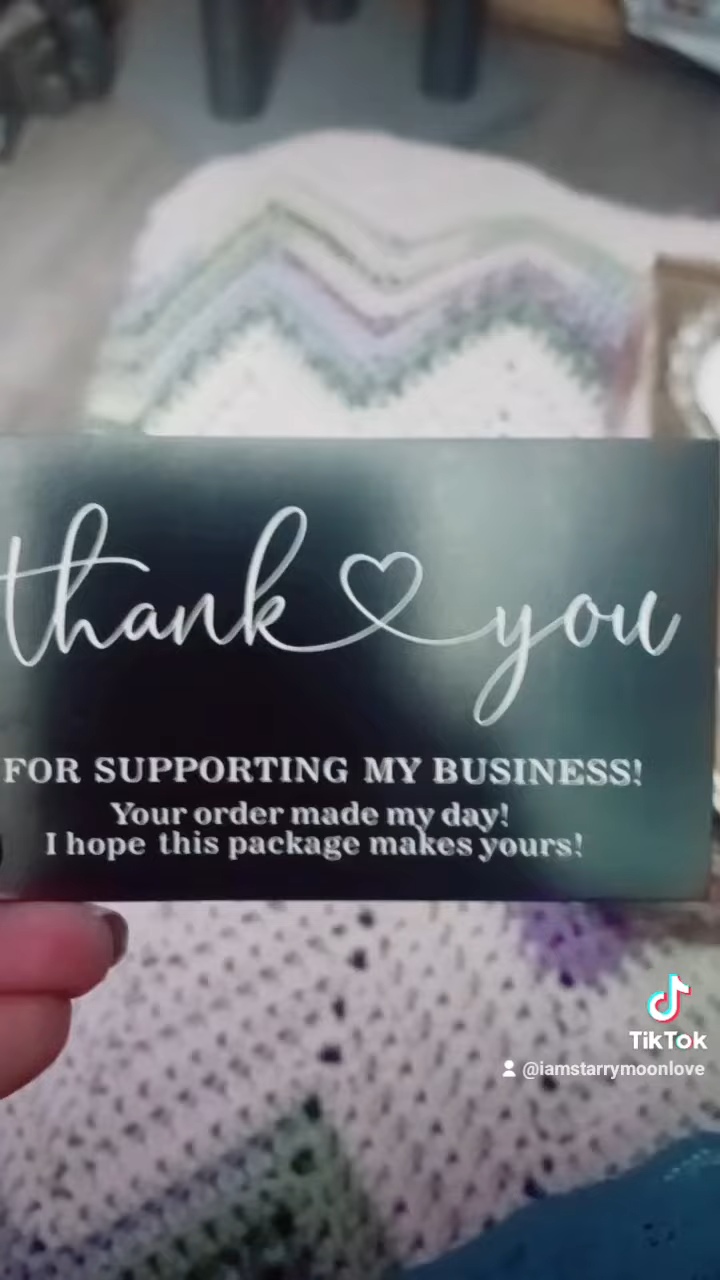 thank you
FOR SUPPORTING MY BUSINESS!
Your order made my day!
I hope this package makes yours!
TikTok
@iamstarrymoonlove